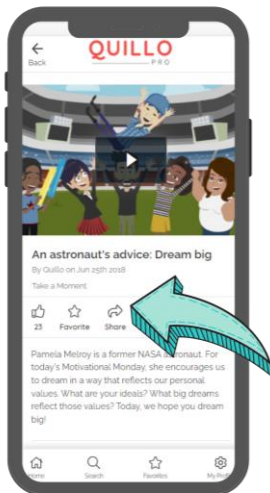 Back
QUILLO
PRO
An astronaut's advice: Dream big
By Quillo on Jun 25th 2018
Take a Moment
23 Favorite Share
Pamela Melroy is a former NASA astronaut. For
today's Motivational Monday, she encourages us
to dream in a way that reflects our personal
values. What are your ideals? What big dreams
reflect those values? Today, we hope you dream
big!
Home Search Favorites My Profile